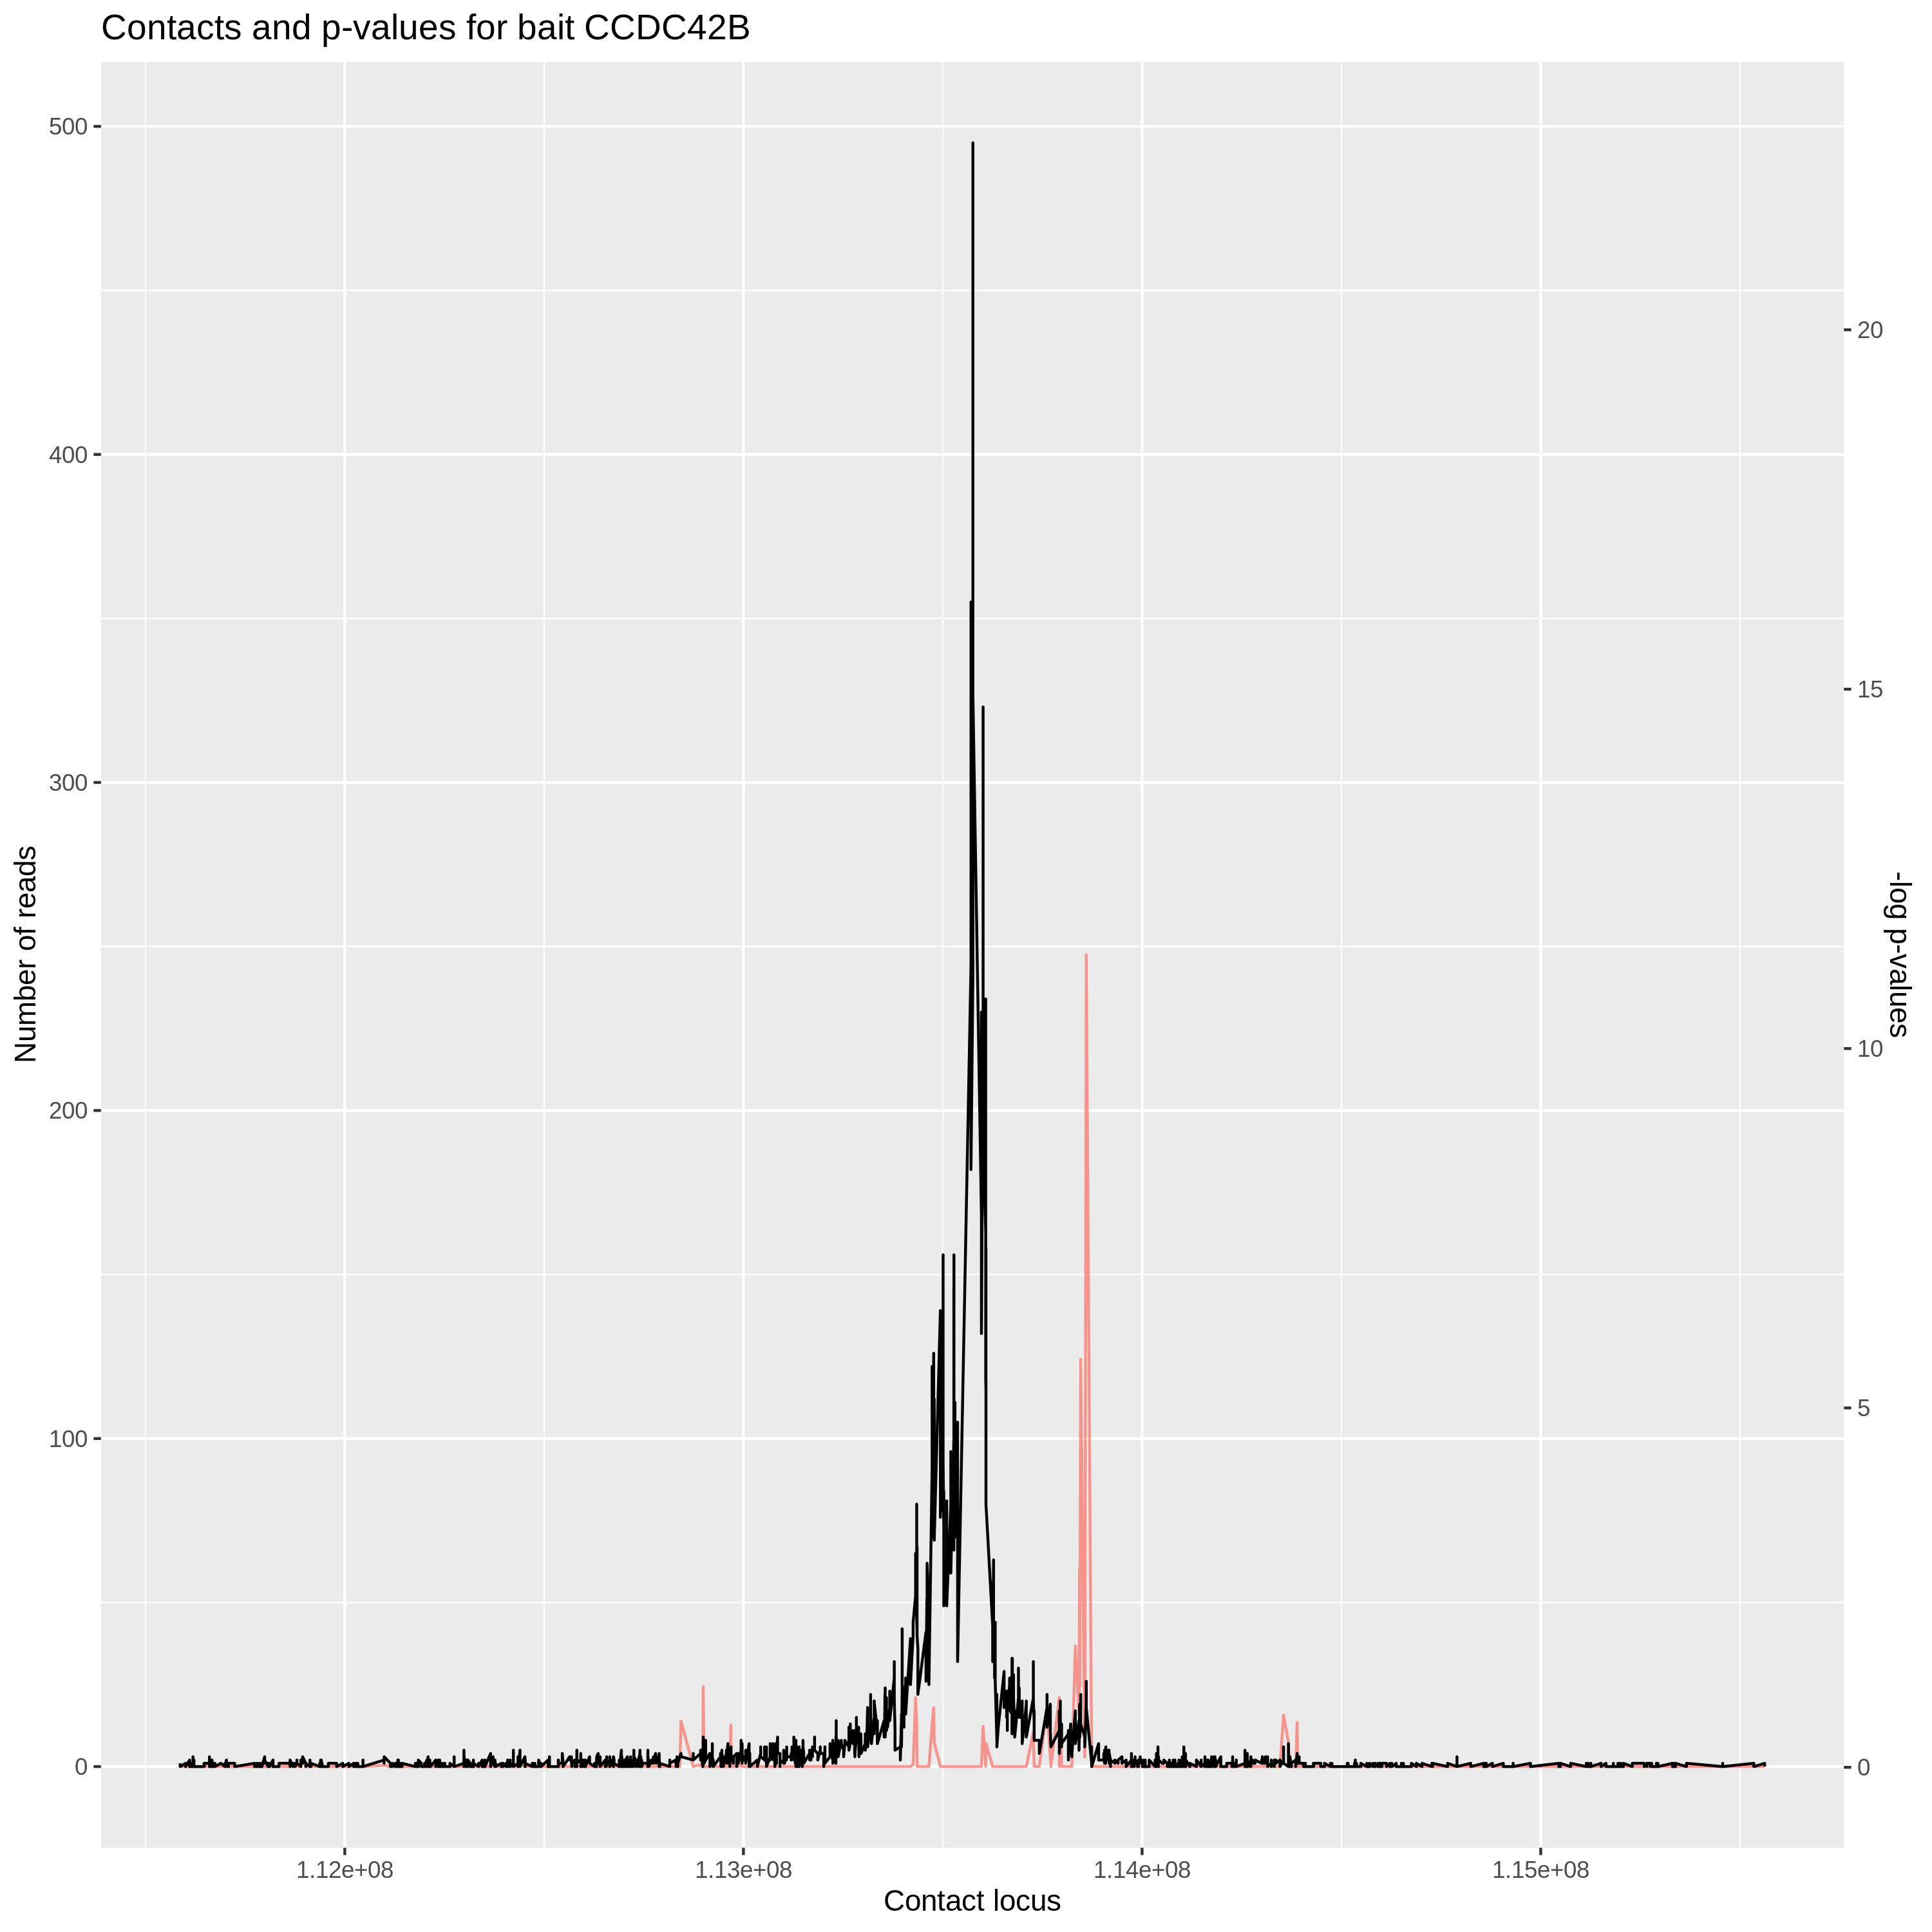 Contacts and p-values for bait CCDC42B
500
400
300
200
100
0
Number of reads
20
15
10
5
0
-log p-values
1.12e+08 1.13e+08 1.14e+08 1.15e+08
Contact locus